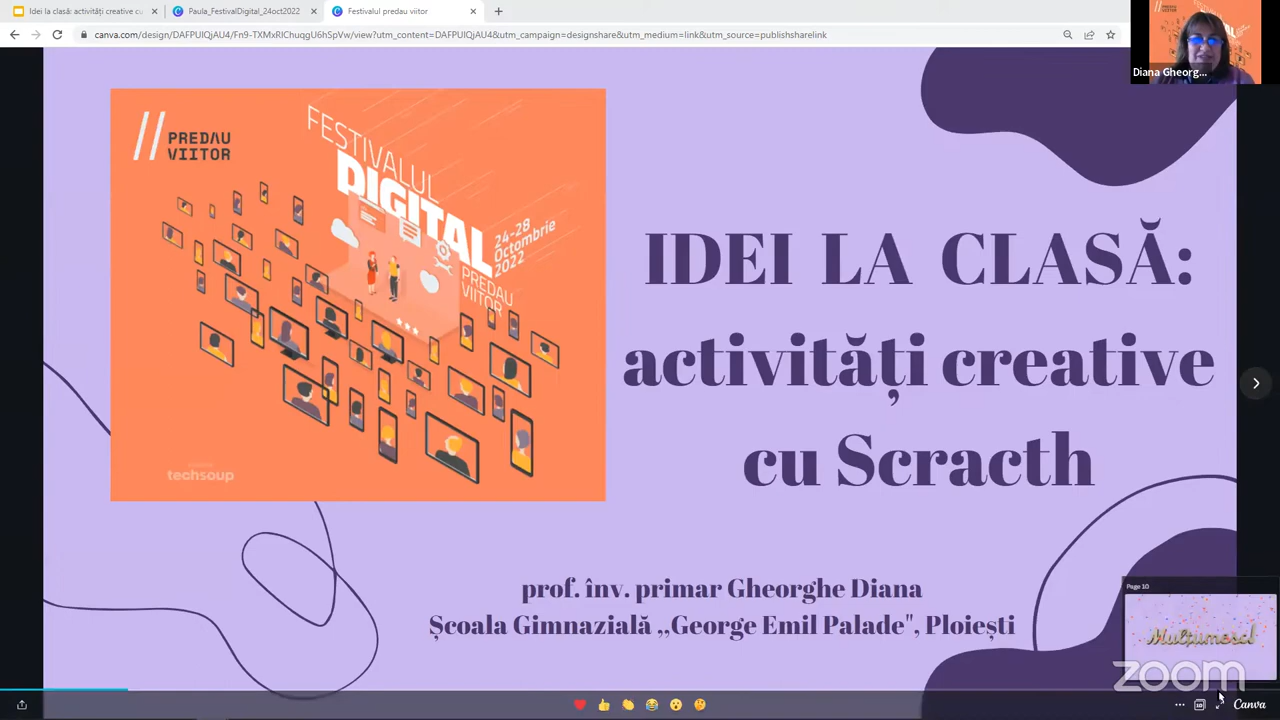 Idei la clasă: activități creative cu
Paula_FestivalDigital_24oct2022
Festivalul predau viitor
canva.com/design/DAFPUlQjAU4/Fn9-TXMxRIChuqgU6hSpVw/view?utm_content=DAFPUlQjAU4&utm_campaign=designshare&utm_medium=link&utm_source=publishsharelink
Diana Gheorg...
// PREDAU
VIITOR
FESTIVALUL
DIGITAL
24-28
Octombrie
2022
PREDAU
VIITOR
techsoup
IDEI LA CLASĂ:
activități creative
cu Scracth
prof. înv. primar Gheorghe Diana
Școala Gimnazială ,,George Emil Palade", Ploiești
Page 10
Mulțumesc!
zoom
Canva